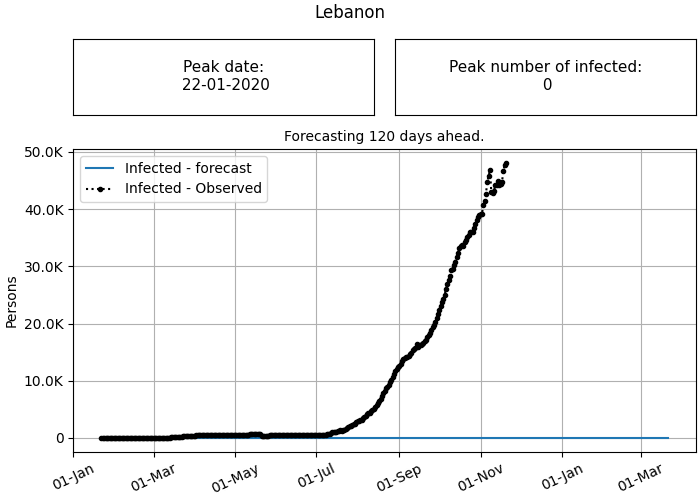 Lebanon
Peak date:
22-01-2020
Peak number of infected:
0
Forecasting 120 days ahead.
50.0K
40.0K
30.0K
20.0K
10.0K
0
Persons
Infected - forecast
Infected - Observed
01-Jan
01-Mar
01-May
01-Jul
01-Sep
01-Nov
01-Jan
01-Mar